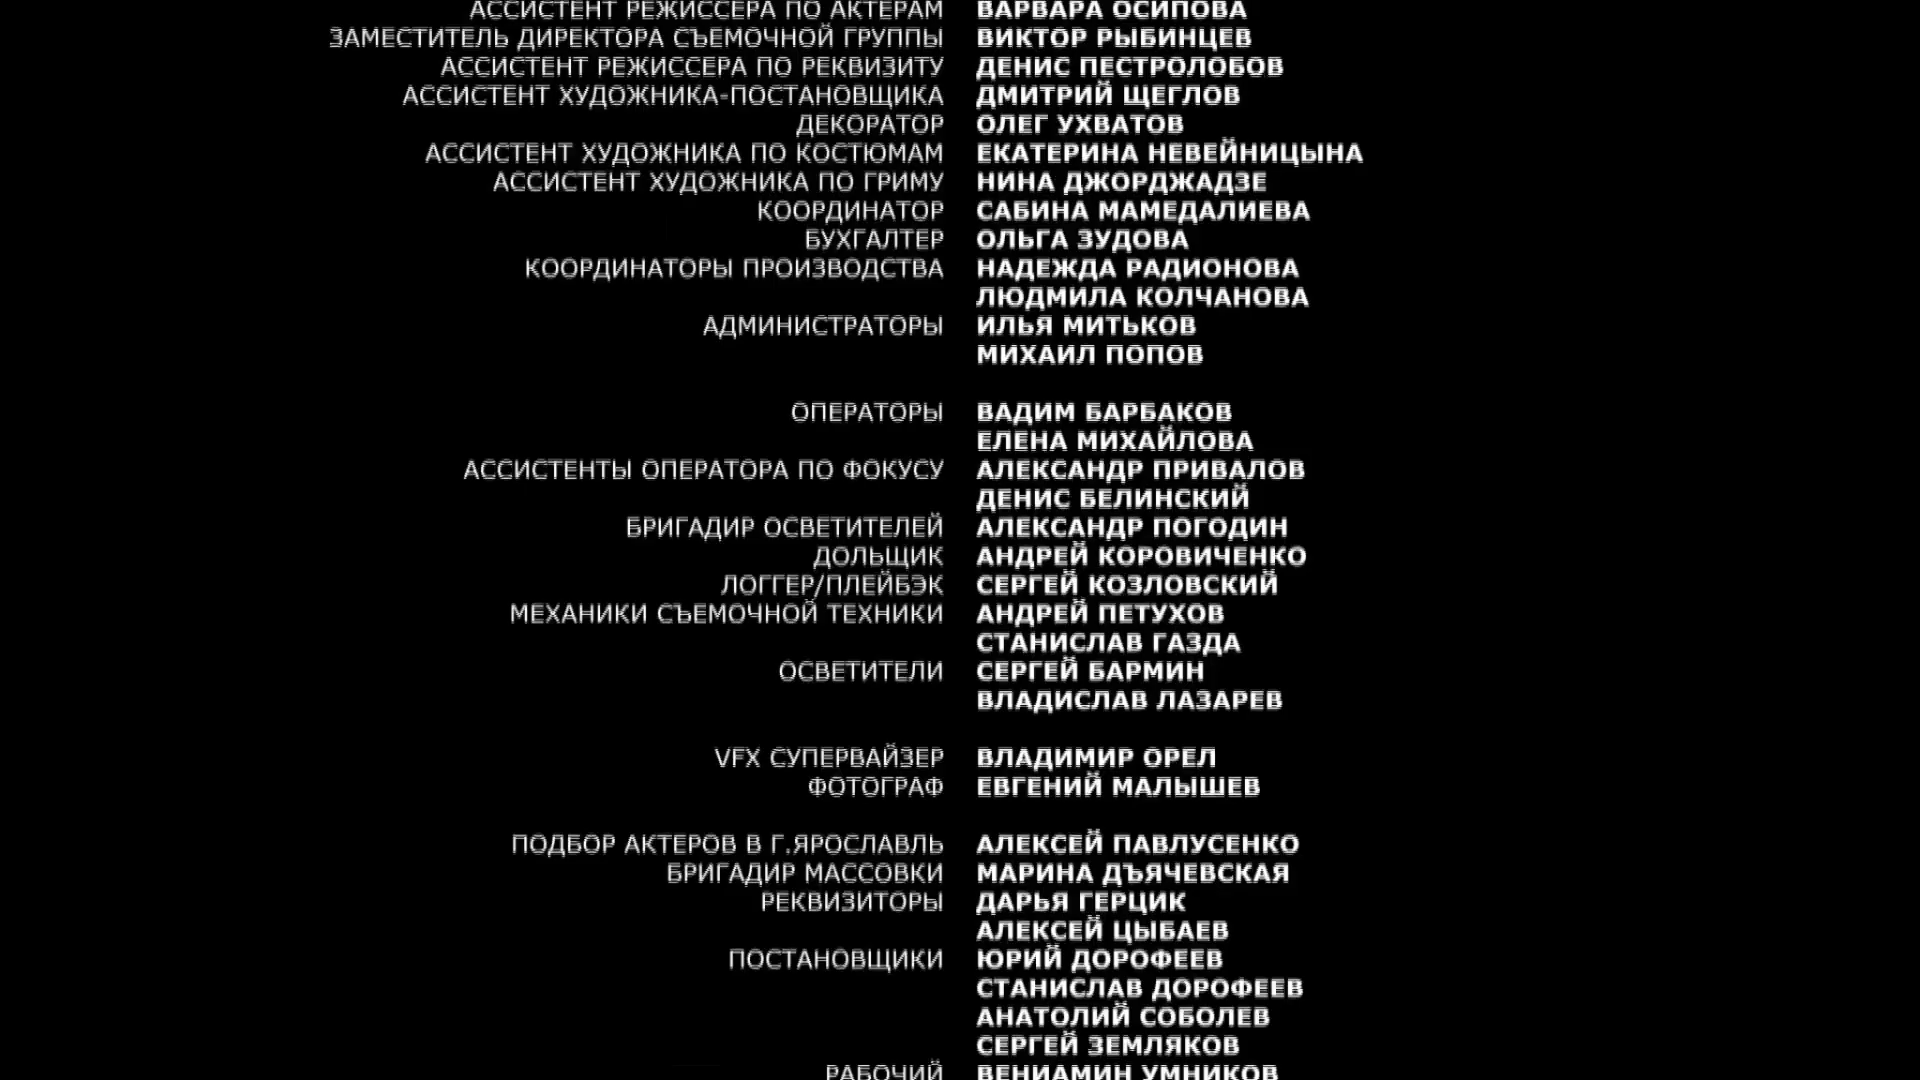 АССИСТЕНТ РЕЖИССЕРА ПО АКТЕРАМ ВАРВАРА ОСИПОВА
ЗАМЕСТИТЕЛЬ ДИРЕКТОРА СЪЕМОЧНОЙ ГРУППЫ ВИКТОР РЫБИНЦЕВ
АССИСТЕНТ РЕЖИССЕРА ПО РЕКВИЗИТУ ДЕНИС ПЕСТРОЛОБОВ
АССИСТЕНТ ХУДОЖНИКА-ПОСТАНОВЩИКА ДМИТРИЙ ЩЕГЛОВ
ДЕКОРАТОР ОЛЕГ УХВАТОВ
АССИСТЕНТ ХУДОЖНИКА ПО КОСТЮМАМ ЕКАТЕРИНА НЕВЕЙНИЦЫНА
АССИСТЕНТ ХУДОЖНИКА ПО ГРИМУ НИНА ДЖОРДЖАДЗЕ
КООРДИНАТОР САБИНА МАМЕДАЛИЕВА
БУХГАЛТЕР ОЛЬГА ЗУДОВА
КООРДИНАТОРЫ ПРОИЗВОДСТВА НАДЕЖДА РАДИОНОВА
ЛЮДМИЛА КОЛЧАНОВА
АДМИНИСТРАТОРЫ ИЛЬЯ МИТЬКОВ
МИХАИЛ ПОПОВ
ОПЕРАТОРЫ ВАДИМ БАРБАКОВ
ЕЛЕНА МИХАЙЛОВА
АССИСТЕНТЫ ОПЕРАТОРА ПО ФОКУСУ АЛЕКСАНДР ПРИВАЛОВ
ДЕНИС БЕЛИНСКИЙ
БРИГАДИР ОСВЕТИТЕЛЕЙ АЛЕКСАНДР ПОГОДИН
ДОЛЬЩИК АНДРЕЙ КОРОВИЧЕНКО
ЛОГГЕР/ПЛЕЙБЭК СЕРГЕЙ КОЗЛОВСКИЙ
МЕХАНИКИ СЪЕМОЧНОЙ ТЕХНИКИ АНДРЕЙ ПЕТУХОВ
СТАНИСЛАВ ГАЗДА
ОСВЕТИТЕЛИ СЕРГЕЙ БАРМИН
ВЛАДИСЛАВ ЛАЗАРЕВ
VFX СУПЕРВАЙЗЕР ВЛАДИМИР ОРЕЛ
ФОТОГРАФ ЕВГЕНИЙ МАЛЫШЕВ
ПОДБОР АКТЕРОВ В Г.ЯРОСЛАВЛЬ АЛЕКСЕЙ ПАВЛУСЕНКО
БРИГАДИР МАССОВКИ МАРИНА ДЪЯЧЕВСКАЯ
РЕКВИЗИТОРЫ ДАРЬЯ ГЕРЦИК
АЛЕКСЕЙ ЦЫБАЕВ
ПОСТАНОВЩИКИ ЮРИЙ ДОРОФЕЕВ
СТАНИСЛАВ ДОРОФЕЕВ
АНАТОЛИЙ СОБОЛЕВ
СЕРГЕЙ ЗЕМЛЯКОВ
РАБОЧИЙ ВЕНИАМИН УМНИКОВ